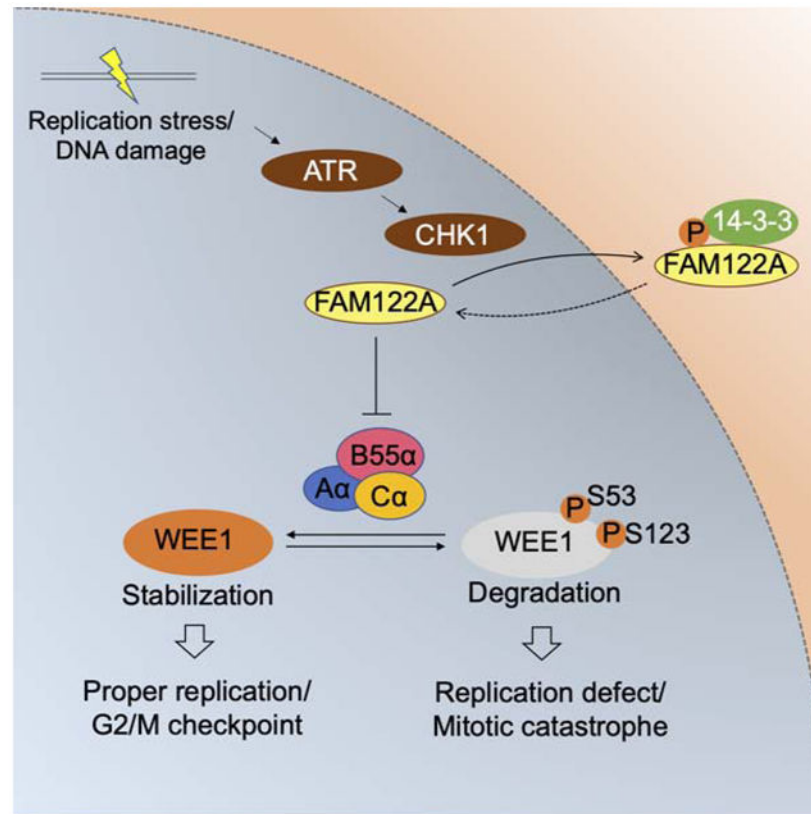 Replication stress/
DNA damage
ATR
CHK1
14-3-3
P
FAM122A
FAM122A
B55α
Aα
Cα
WEE1
WEE1
P
S53
P
S123
Stabilization
Degradation
Proper replication/
G2/M checkpoint
Replication defect/
Mitotic catastrophe